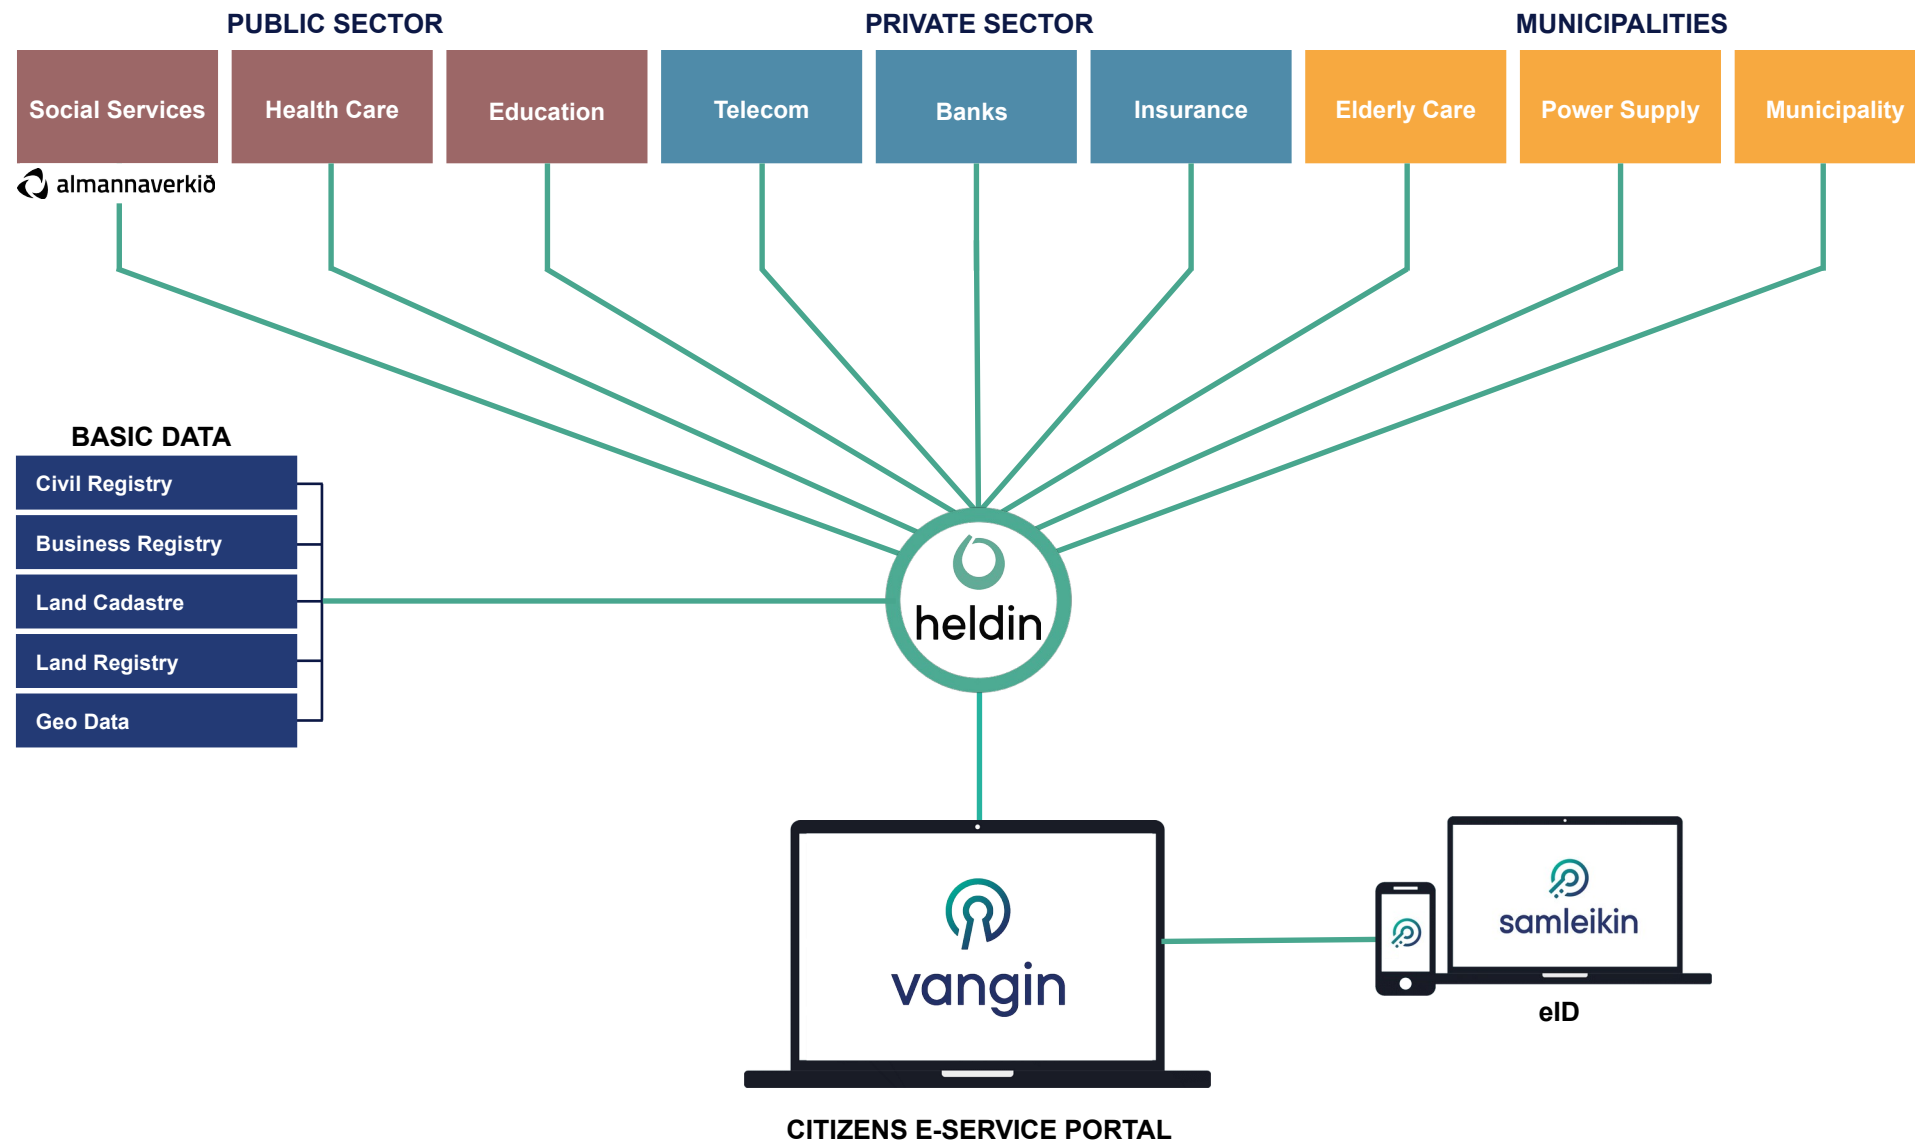 PUBLIC SECTOR
PRIVATE SECTOR
MUNICIPALITIES
Social Services
Health Care
Education
Telecom
Banks
Insurance
Elderly Care
Power Supply
Municipality
almannaverkið
BASIC DATA
Civil Registry
Business Registry
Land Cadastre
Land Registry
Geo Data
heldin
vangin
samleikin
eID
CITIZENS E-SERVICE PORTAL